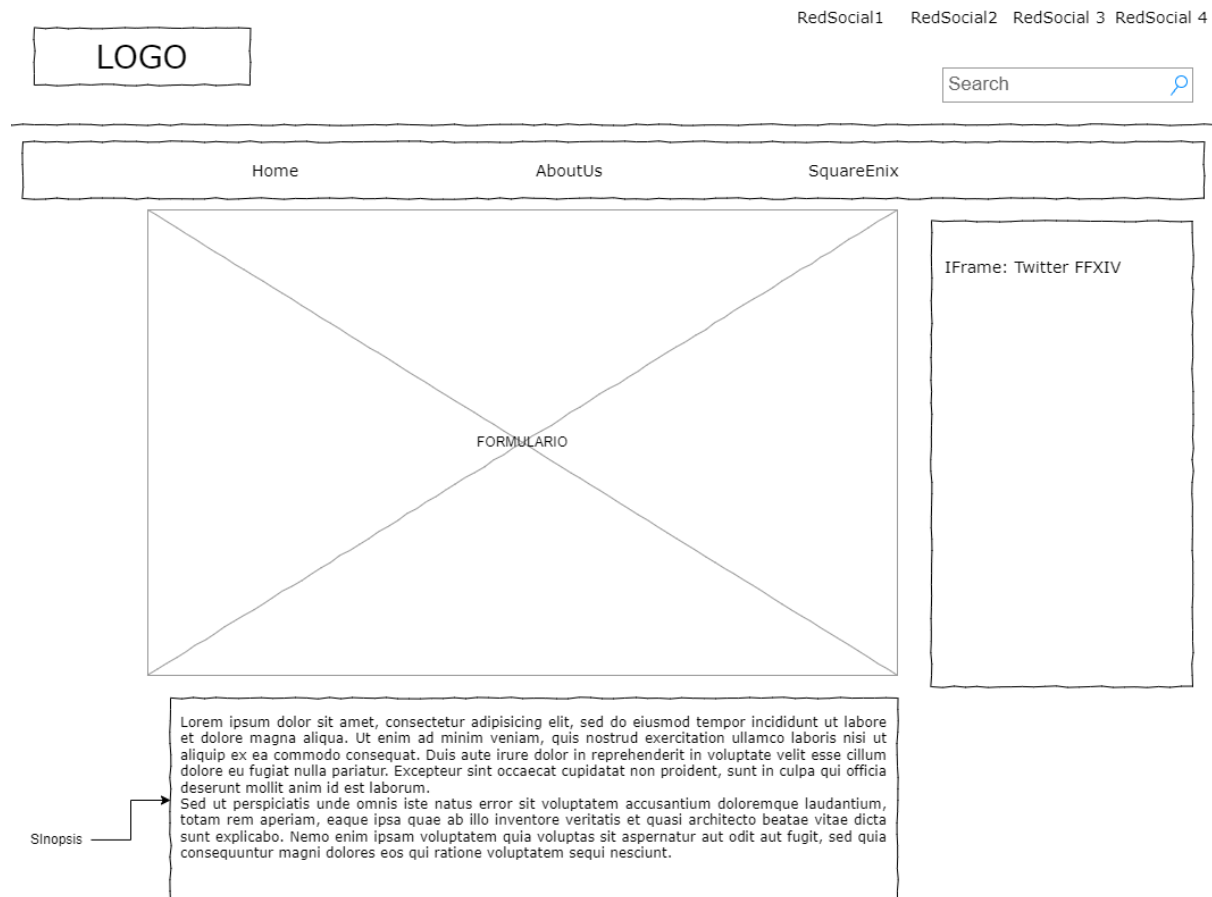 RedSocial1 RedSocial2 RedSocial 3 RedSocial 4
LOGO
Search
Home AboutUs SquareEnix
IFrame: Twitter FFXIV
FORMULARIO
Lorem ipsum dolor sit amet, consectetur adipisicing elit, sed do eiusmod tempor incididunt ut labore
et dolore magna aliqua. Ut enim ad minim veniam, quis nostrud exercitation ullamco laboris nisi ut
aliquip ex ea commodo consequat. Duis aute irure dolor in reprehenderit in voluptate velit esse cillum
dolore eu fugiat nulla pariatur. Excepteur sint occaecat cupidatat non proident, sunt in culpa qui officia
deserunt mollit anim id est laborum.
Sed ut perspiciatis unde omnis iste natus error sit voluptatem accusantium doloremque laudantium,
totam rem aperiam, eaque ipsa quae ab illo inventore veritatis et quasi architecto beatae vitae dicta
sunt explicabo. Nemo enim ipsam voluptatem quia voluptas sit aspernatur aut odit aut fugit, sed quia
consequuntur magni dolores eos qui ratione voluptatem sequi nesciunt.
SInopsis